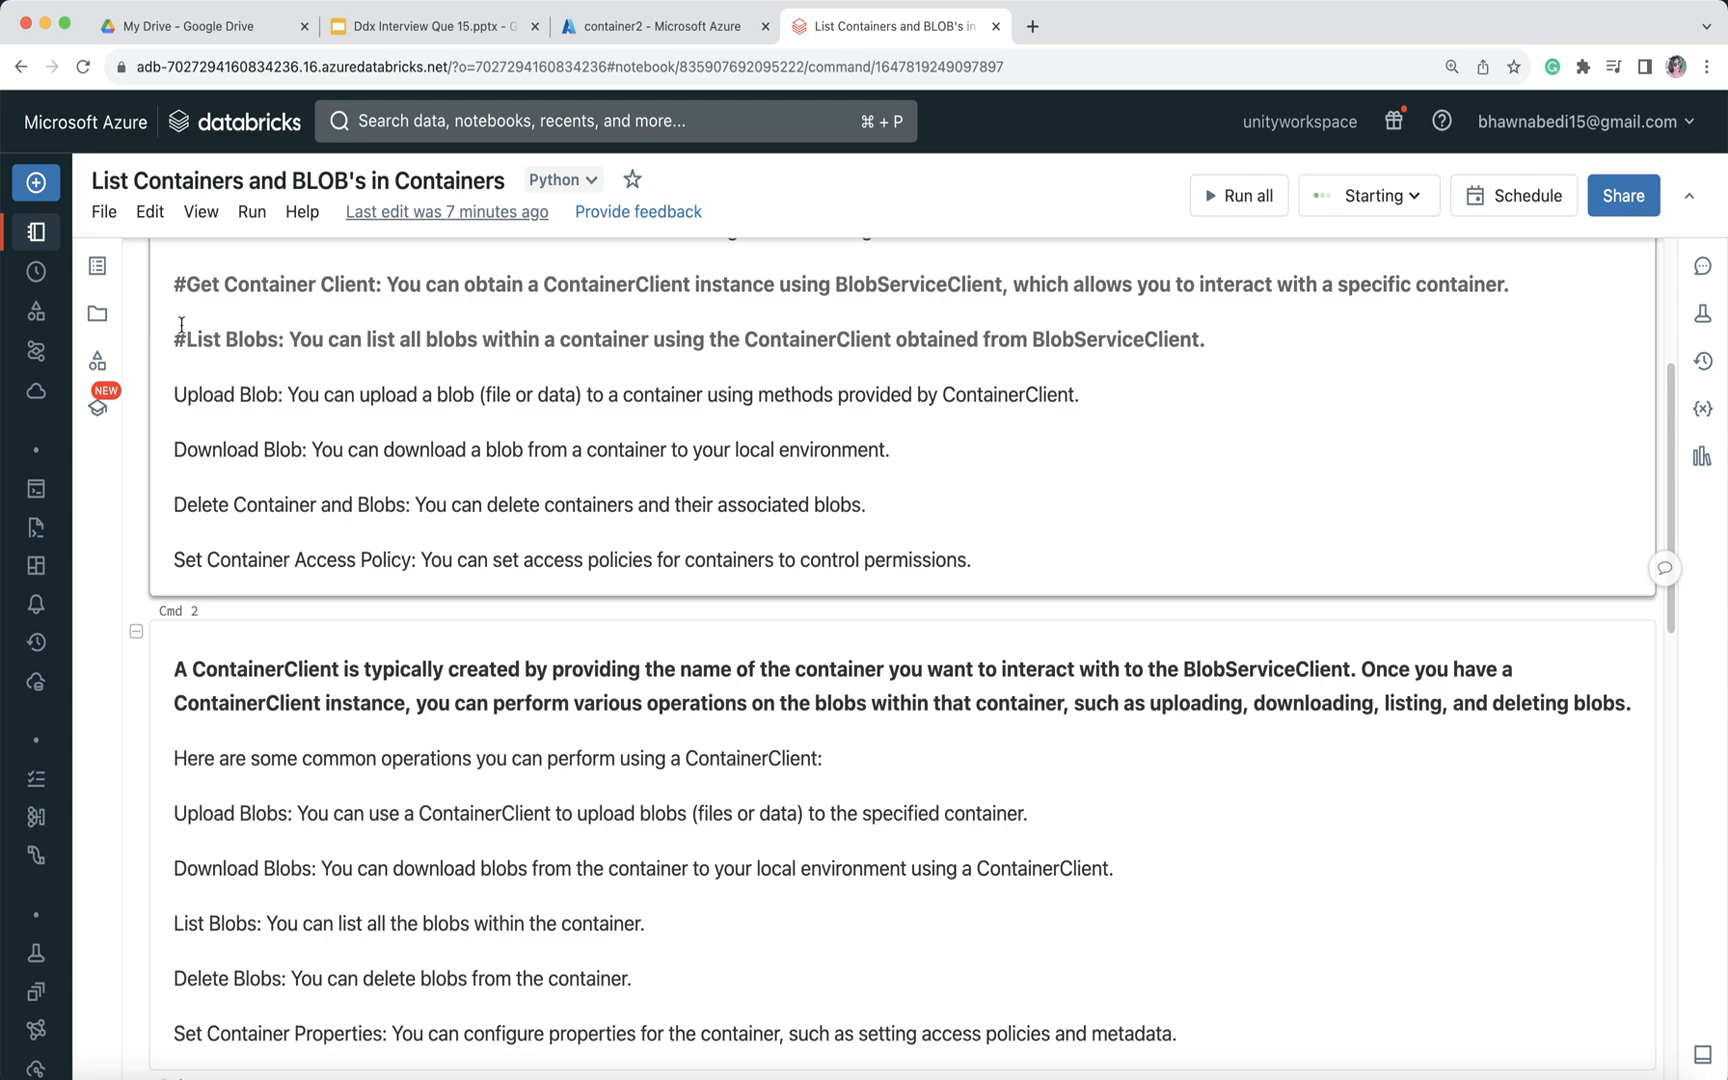 My Drive - Google Drive
Ddx Interview Que 15.pptx - G
container2 - Microsoft Azure
List Containers and BLOB's in
adb-7027294160834236.16.azuredatabricks.net/?o=7027294160834236#notebook/835907692095222/command/1647819249097897
Microsoft Azure
databricks
Search data, notebooks, recents, and more...
⌘ + P
unityworkspace
bhawnabedi15@gmail.com
List Containers and BLOB's in Containers
Python
File Edit View Run Help Last edit was 7 minutes ago Provide feedback
Run all
Starting
Schedule
Share
NEW
#Get Container Client: You can obtain a ContainerClient instance using BlobServiceClient, which allows you to interact with a specific container.
#List Blobs: You can list all blobs within a container using the ContainerClient obtained from BlobServiceClient.
Upload Blob: You can upload a blob (file or data) to a container using methods provided by ContainerClient.
Download Blob: You can download a blob from a container to your local environment.
Delete Container and Blobs: You can delete containers and their associated blobs.
Set Container Access Policy: You can set access policies for containers to control permissions.
Cmd 2
A ContainerClient is typically created by providing the name of the container you want to interact with to the BlobServiceClient. Once you have a
ContainerClient instance, you can perform various operations on the blobs within that container, such as uploading, downloading, listing, and deleting blobs.
Here are some common operations you can perform using a ContainerClient:
Upload Blobs: You can use a ContainerClient to upload blobs (files or data) to the specified container.
Download Blobs: You can download blobs from the container to your local environment using a ContainerClient.
List Blobs: You can list all the blobs within the container.
Delete Blobs: You can delete blobs from the container.
Set Container Properties: You can configure properties for the container, such as setting access policies and metadata.